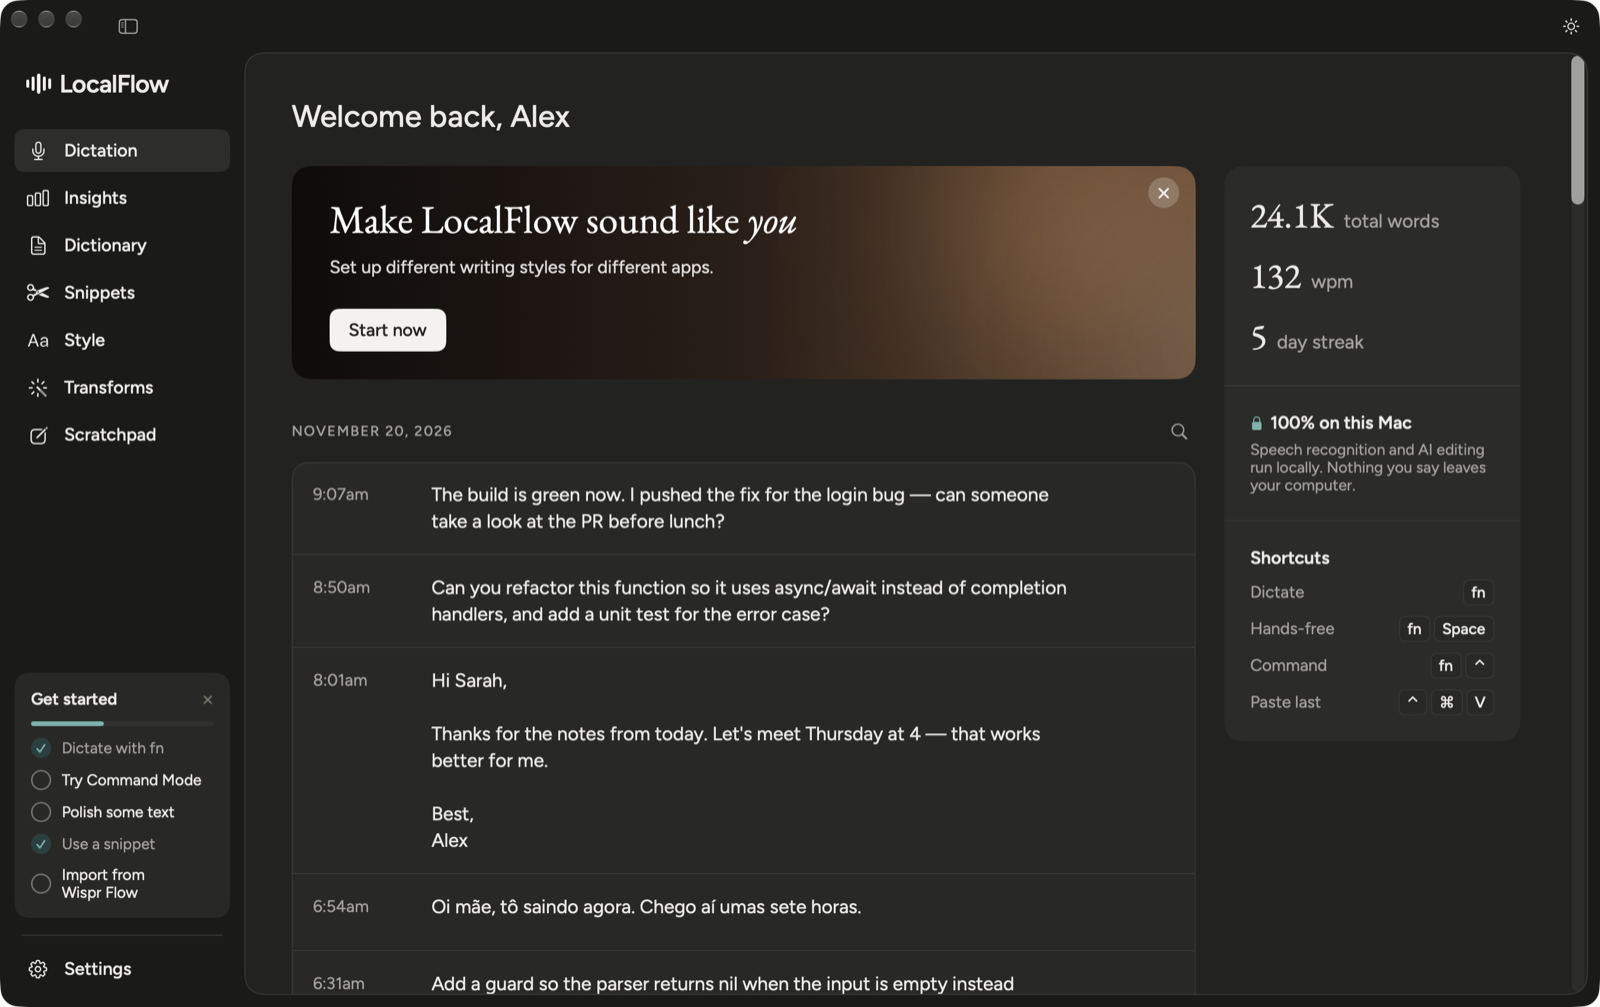 LocalFlow
Dictation
Insights
Dictionary
Snippets
Aa Style
Transforms
Scratchpad
Get started
Dictate with fn
Try Command Mode
Polish some text
Use a snippet
Import from
Wispr Flow
Settings
Welcome back, Alex
Make LocalFlow sound like you
Set up different writing styles for different apps.
Start now
NOVEMBER 20, 2026
9:07am
The build is green now. I pushed the fix for the login bug — can someone
take a look at the PR before lunch?
8:50am
Can you refactor this function so it uses async/await instead of completion
handlers, and add a unit test for the error case?
8:01am
Hi Sarah,
Thanks for the notes from today. Let's meet Thursday at 4 — that works
better for me.
Best,
Alex
6:54am
Oi mãe, tô saindo agora. Chego aí umas sete horas.
6:31am
Add a guard so the parser returns nil when the input is empty instead
24.1K total words
132 wpm
5 day streak
100% on this Mac
Speech recognition and AI editing
run locally. Nothing you say leaves
your computer.
Shortcuts
Dictate fn
Hands-free fn Space
Command fn ^
Paste last ^ ⌘ V